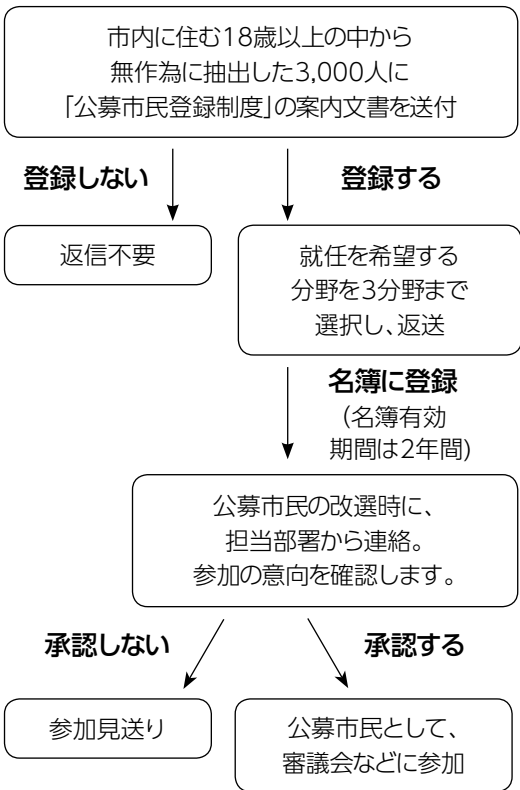 市内に住む18歳以上の中から
無作為に抽出した3,000人に
「公募市民登録制度」の案内文書を送付
登録しない
登録する
返信不要
就任を希望する
分野を3分野まで
選択し、返送
名簿に登録
(名簿有効
期間は2年間)
公募市民の改選時に、
担当部署から連絡。
参加の意向を確認します。
承認しない
承認する
参加見送り
公募市民として、
審議会などに参加